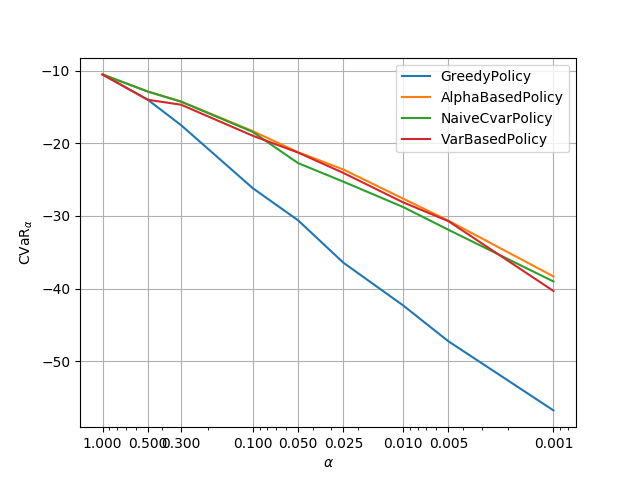 −10
−20
−30
−40
−50
CVaRα
GreedyPolicy
AlphaBasedPolicy
NaiveCvarPolicy
VarBasedPolicy
1.000 0.500 0.300 0.100 0.050 0.025 0.010 0.005 0.001
α